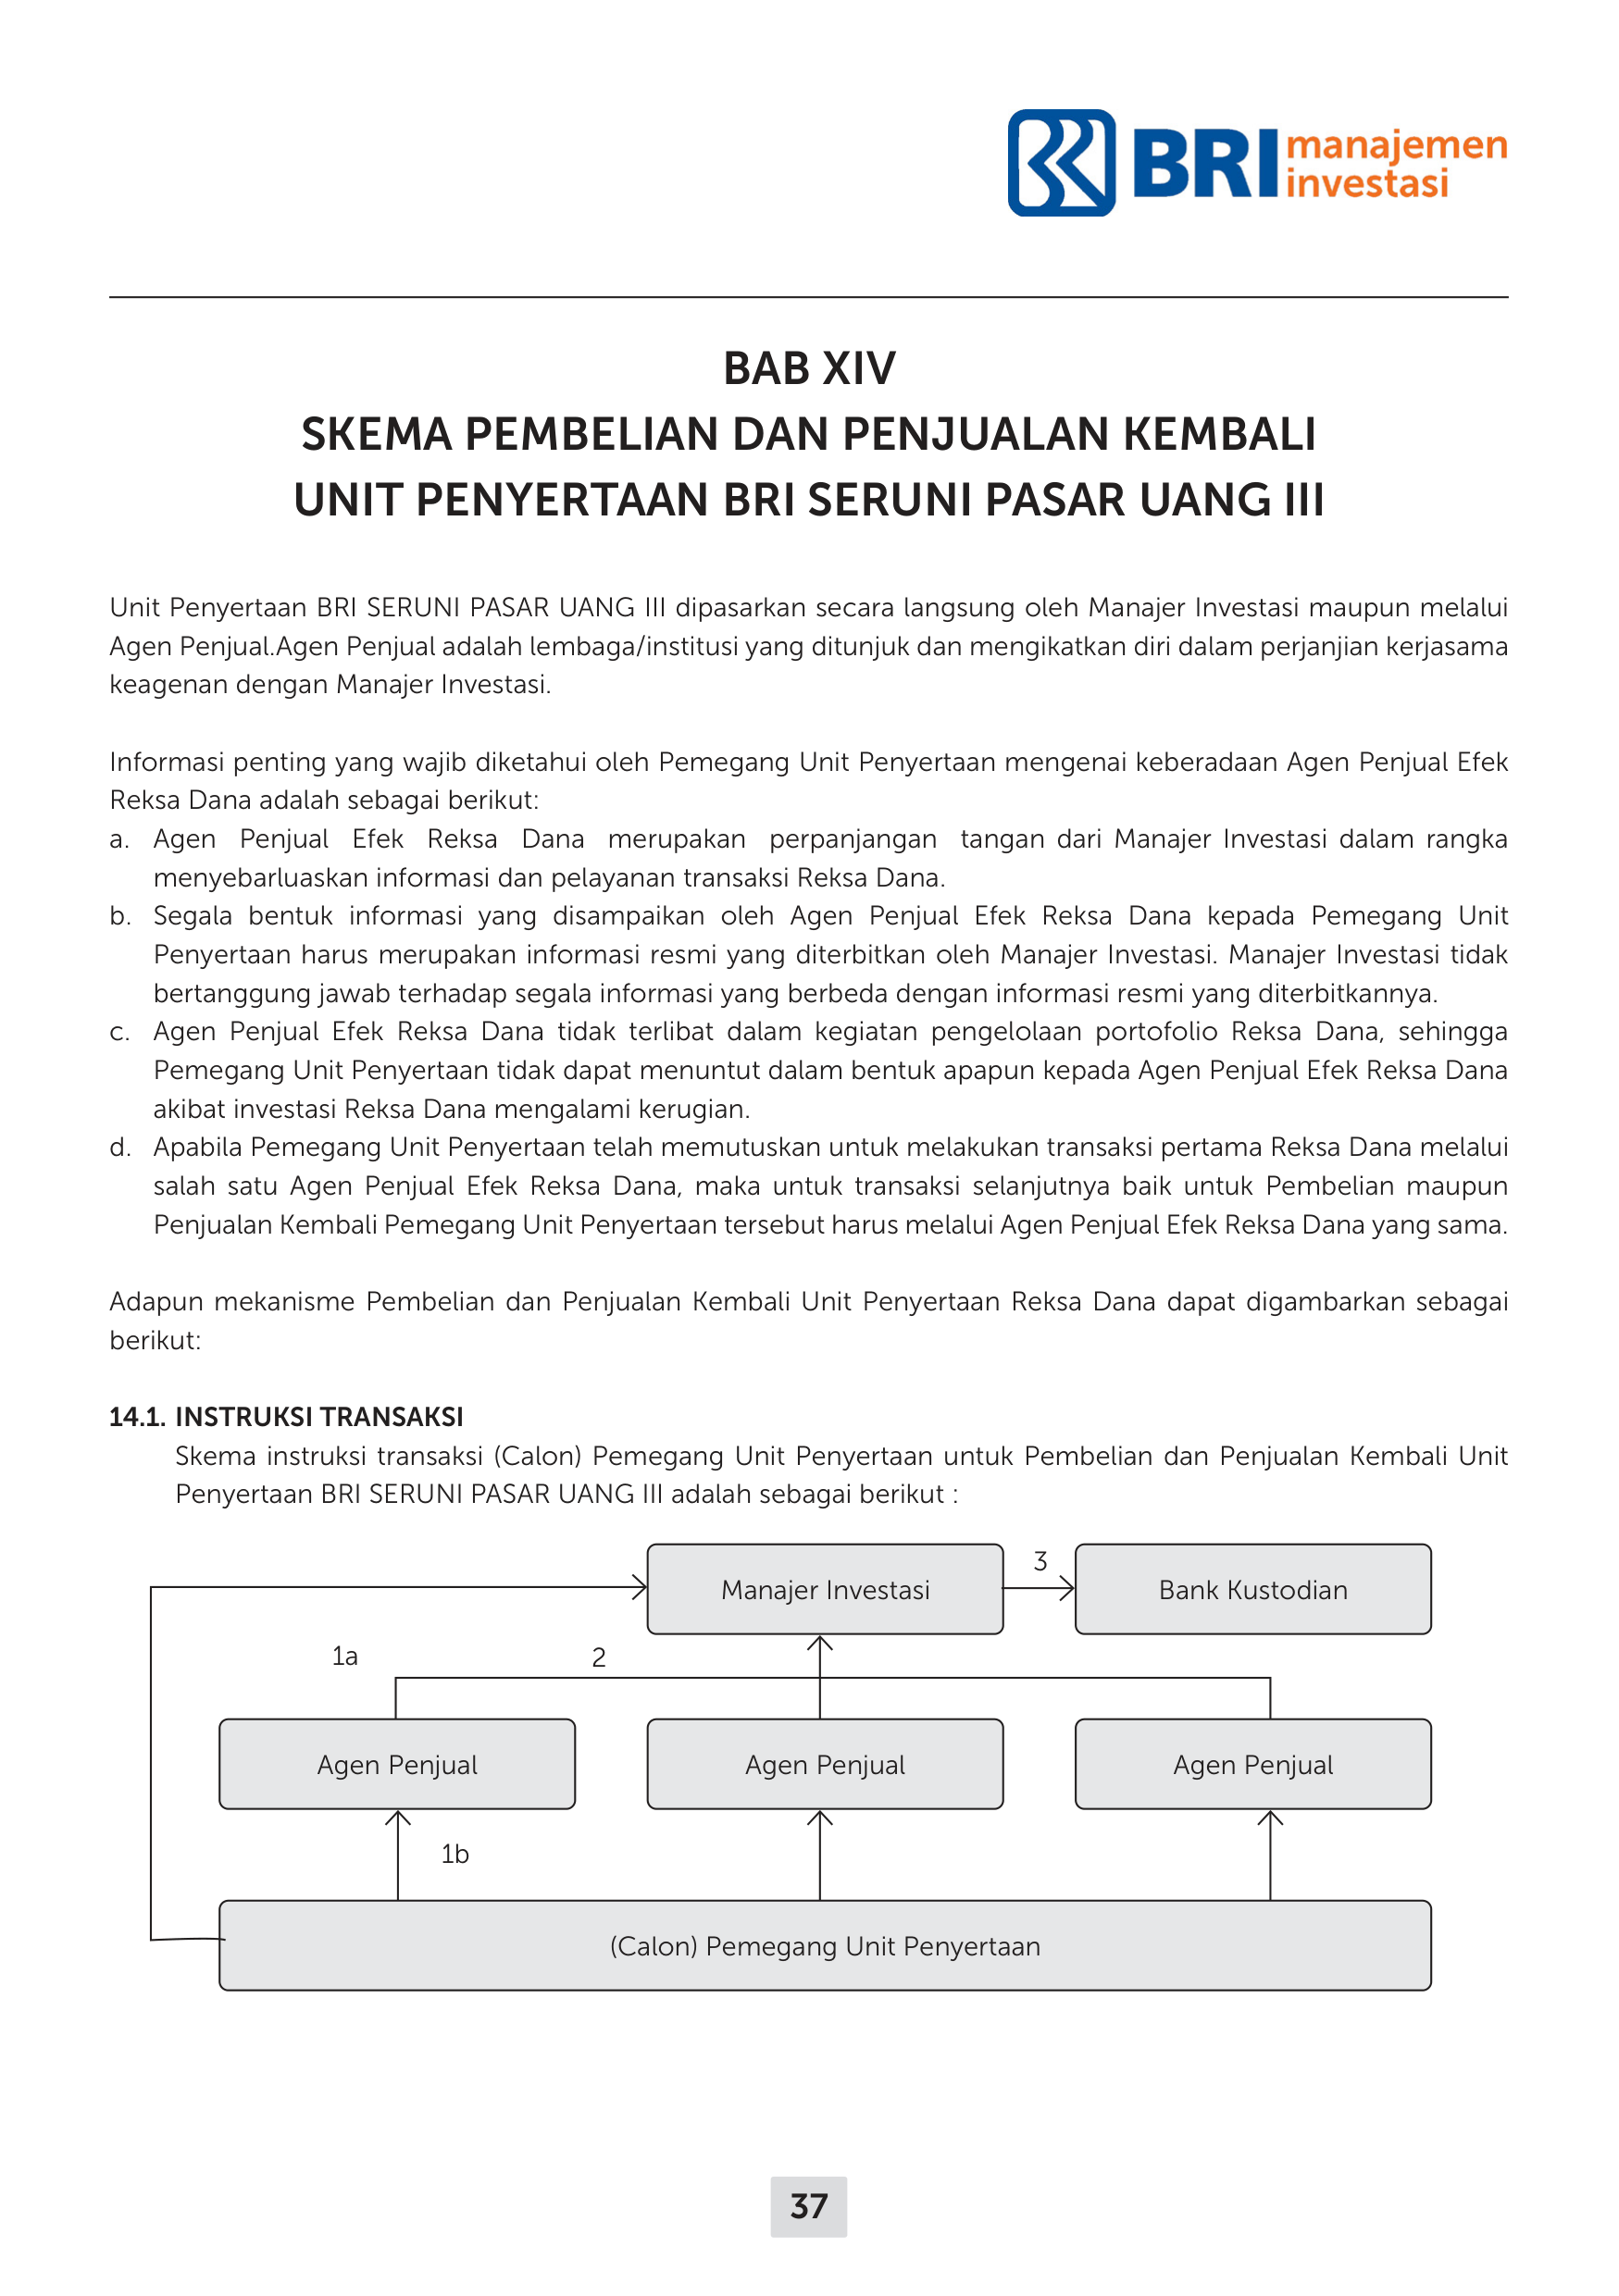 BRI manajemen
investasi
BAB XIV
SKEMA PEMBELIAN DAN PENJUALAN KEMBALI
UNIT PENYERTAAN BRI SERUNI PASAR UANG III
Unit Penyertaan BRI SERUNI PASAR UANG III dipasarkan secara langsung oleh Manajer Investasi maupun melalui
Agen Penjual.Agen Penjual adalah lembaga/institusi yang ditunjuk dan mengikatkan diri dalam perjanjian kerjasama
keagenan dengan Manajer Investasi.
Informasi penting yang wajib diketahui oleh Pemegang Unit Penyertaan mengenai keberadaan Agen Penjual Efek
Reksa Dana adalah sebagai berikut:
a. Agen Penjual Efek Reksa Dana merupakan perpanjangan tangan dari Manajer Investasi dalam rangka
menyebarluaskan informasi dan pelayanan transaksi Reksa Dana.
b. Segala bentuk informasi yang disampaikan oleh Agen Penjual Efek Reksa Dana kepada Pemegang Unit
Penyertaan harus merupakan informasi resmi yang diterbitkan oleh Manajer Investasi. Manajer Investasi tidak
bertanggung jawab terhadap segala informasi yang berbeda dengan informasi resmi yang diterbitkannya.
c. Agen Penjual Efek Reksa Dana tidak terlibat dalam kegiatan pengelolaan portofolio Reksa Dana, sehingga
Pemegang Unit Penyertaan tidak dapat menuntut dalam bentuk apapun kepada Agen Penjual Efek Reksa Dana
akibat investasi Reksa Dana mengalami kerugian.
d. Apabila Pemegang Unit Penyertaan telah memutuskan untuk melakukan transaksi pertama Reksa Dana melalui
salah satu Agen Penjual Efek Reksa Dana, maka untuk transaksi selanjutnya baik untuk Pembelian maupun
Penjualan Kembali Pemegang Unit Penyertaan tersebut harus melalui Agen Penjual Efek Reksa Dana yang sama.
Adapun mekanisme Pembelian dan Penjualan Kembali Unit Penyertaan Reksa Dana dapat digambarkan sebagai
berikut:
14.1. INSTRUKSI TRANSAKSI
Skema instruksi transaksi (Calon) Pemegang Unit Penyertaan untuk Pembelian dan Penjualan Kembali Unit
Penyertaan BRI SERUNI PASAR UANG III adalah sebagai berikut :
Manajer Investasi 3 Bank Kustodian
1a 2
Agen Penjual Agen Penjual Agen Penjual
1b
(Calon) Pemegang Unit Penyertaan
37